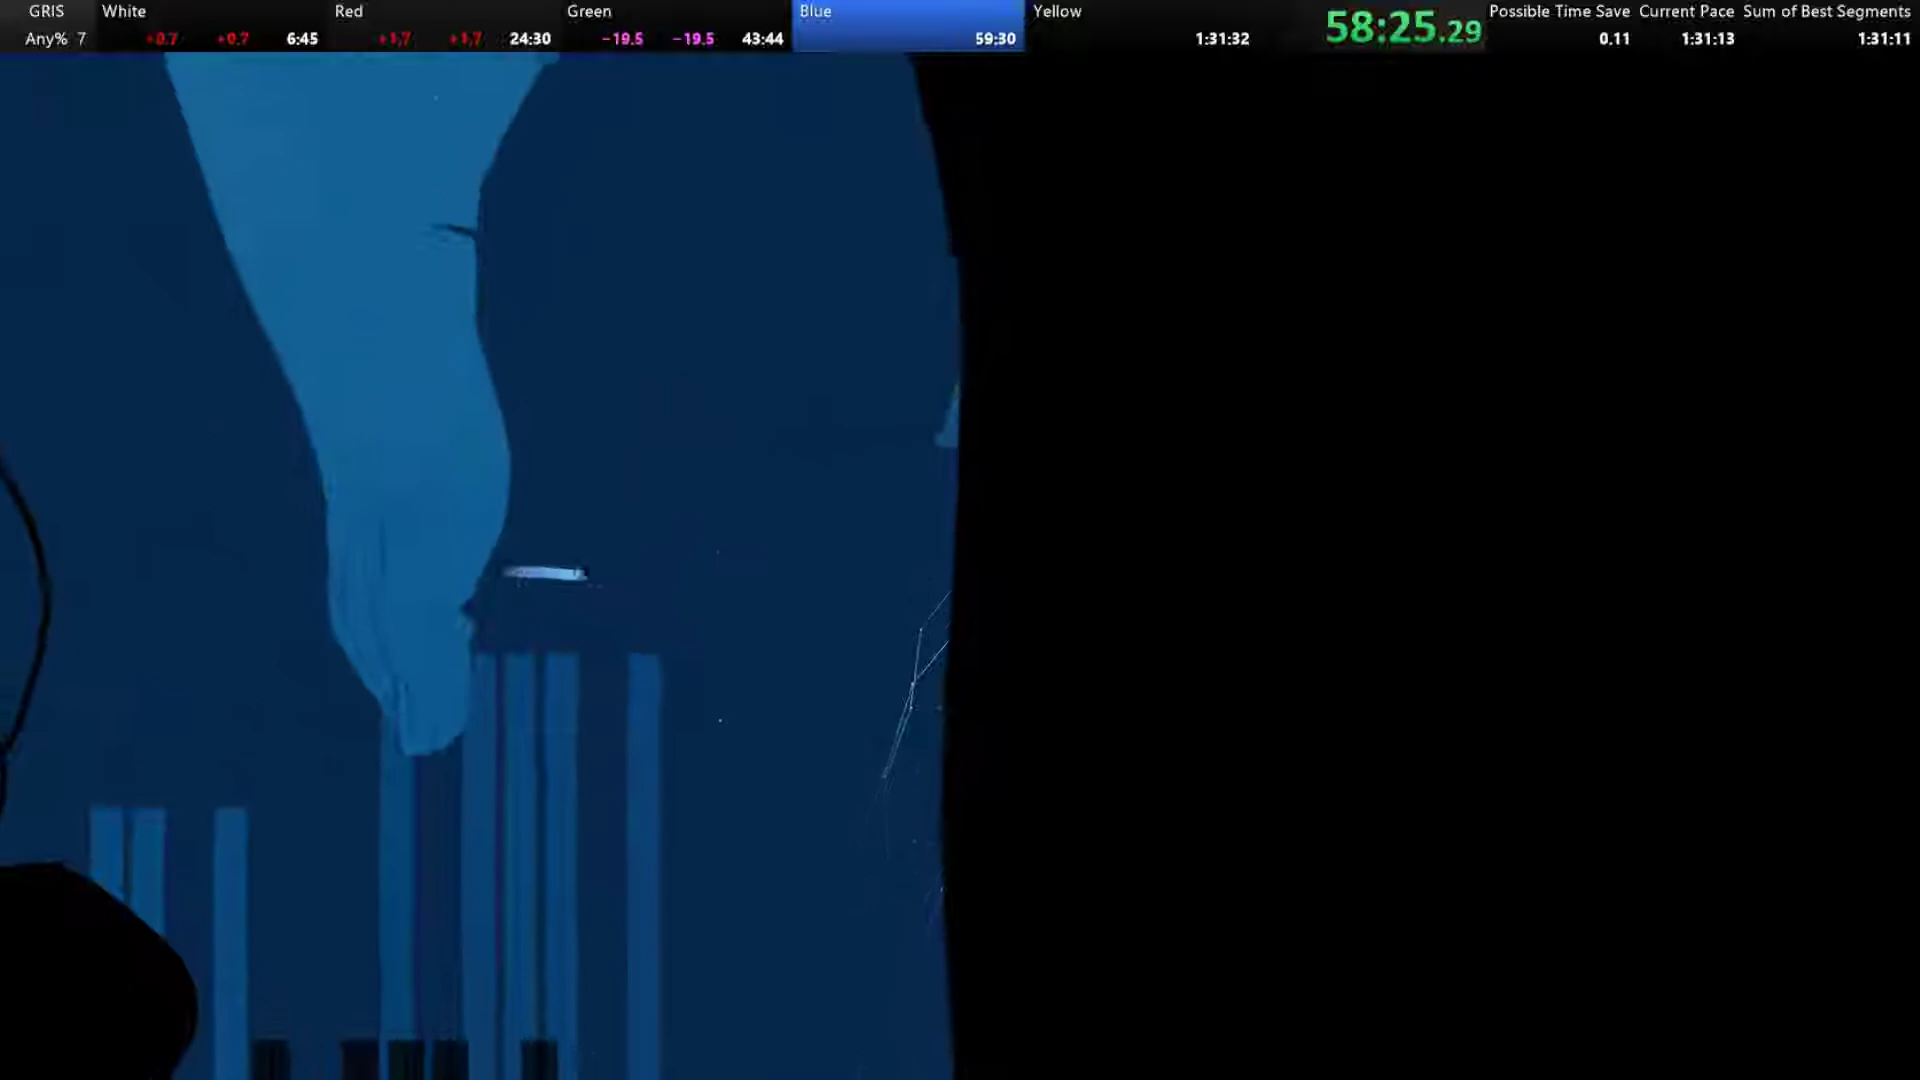 GRIS White Red Green Blue Yellow 58:25.29 Possible Time Save Current Pace Sum of Best Segments
Any% 7 +0.7 +0.7 6:45 +1.7 +1.7 24:30 −19.5 −19.5 43:44 59:30 1:31:32 0.11 1:31:13 1:31:11